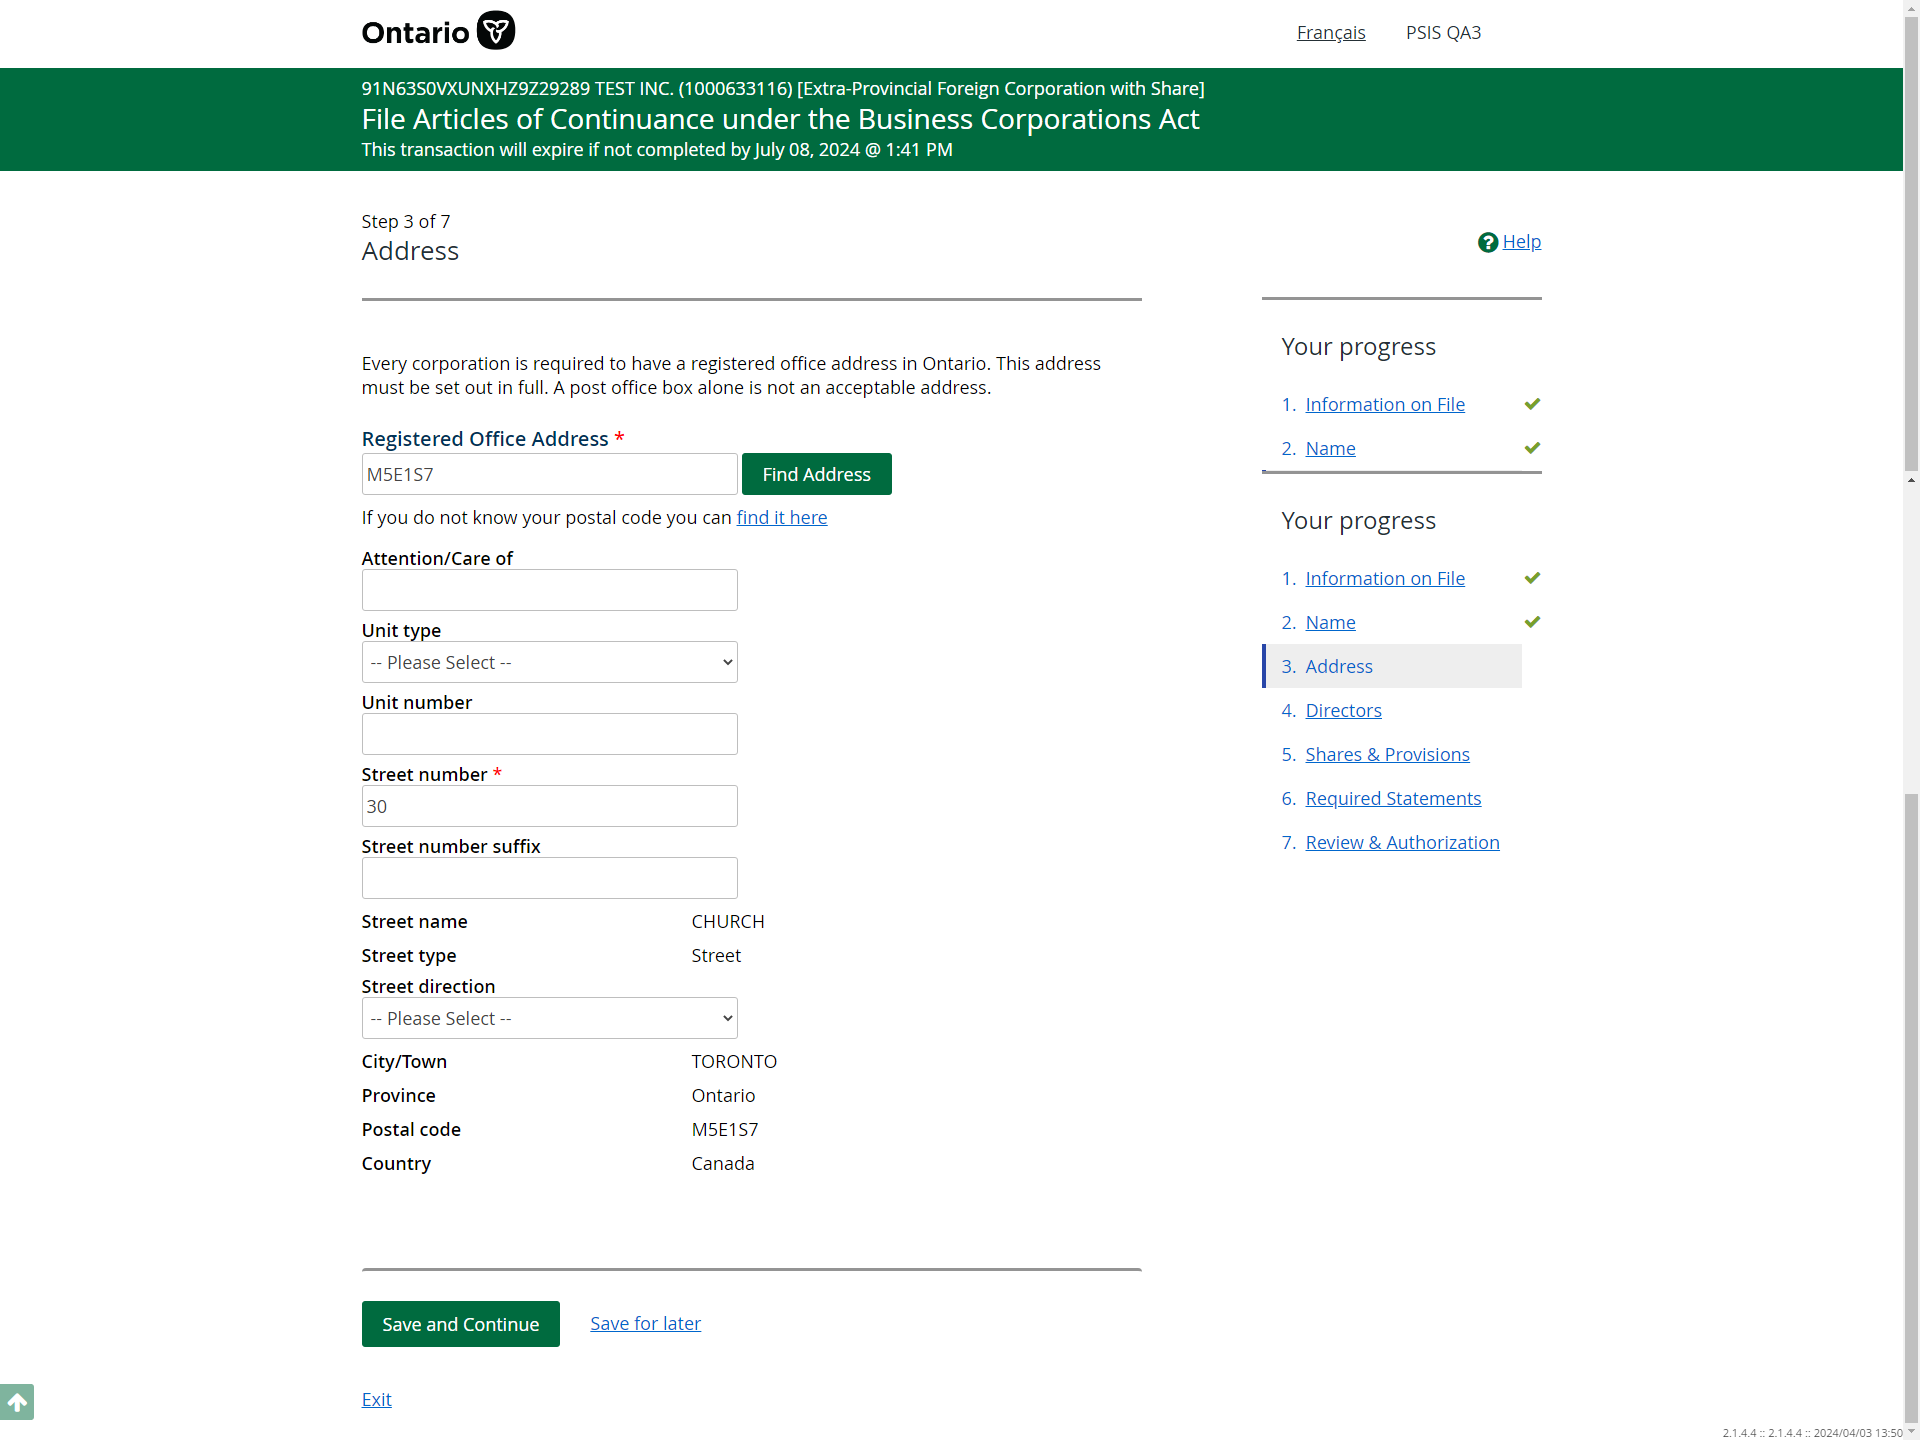 Ontario
Français
PSIS QA3
91N63S0VXUNXHZ9Z29289 TEST INC. (1000633116) [Extra-Provincial Foreign Corporation with Share]
File Articles of Continuance under the Business Corporations Act
This transaction will expire if not completed by July 08, 2024 @ 1:41 PM
Step 3 of 7
Address
Help
Every corporation is required to have a registered office address in Ontario. This address
must be set out in full. A post office box alone is not an acceptable address.
Registered Office Address *
M5E1S7
Find Address
If you do not know your postal code you can find it here
Attention/Care of
Unit type
-- Please Select --
Unit number
Street number *
30
Street number suffix
Street name CHURCH
Street type Street
Street direction
-- Please Select --
City/Town TORONTO
Province Ontario
Postal code M5E1S7
Country Canada
Save and Continue
Save for later
Exit
Your progress
1. Information on File
2. Name
Your progress
1. Information on File
2. Name
3. Address
4. Directors
5. Shares & Provisions
6. Required Statements
7. Review & Authorization
2.1.4.4 :: 2.1.4.4 :: 2024/04/03 13:50